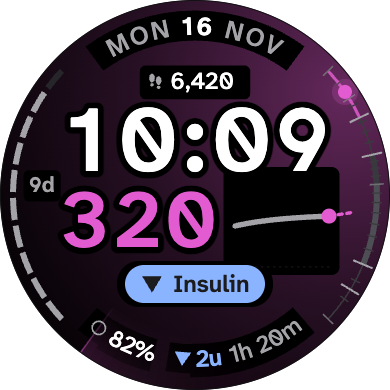 MON 16 NOV
6,420
10:09
9d
320
▼ Insulin
82%
▼2u 1h 20m